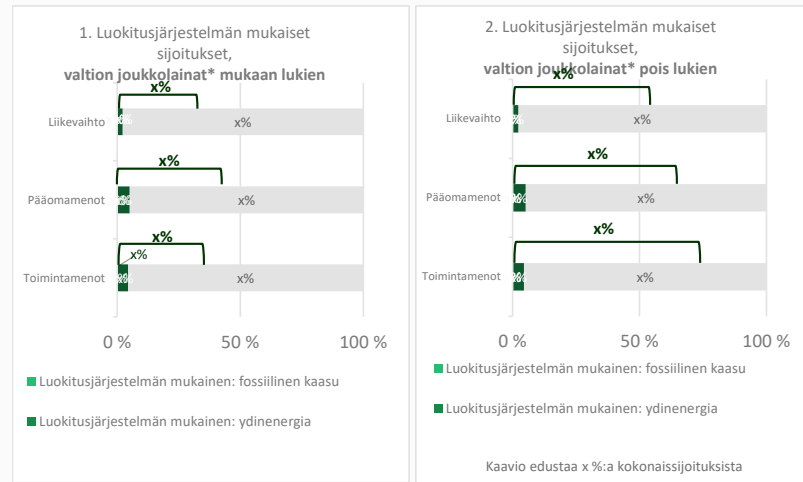 1. Luokitusjärjestelmän mukaiset
sijoitukset,
valtion joukkolainat* mukaan lukien
x%
Liikevaihto
x%
x%
Pääomamenot
x%
x%
x%
Toimintamenot
x%
0 %
50 %
100 %
Luokitusjärjestelmän mukainen: fossiilinen kaasu
Luokitusjärjestelmän mukainen: ydinenergia
2. Luokitusjärjestelmän mukaiset
sijoitukset,
valtion joukkolainat* pois lukien
x%
Liikevaihto
x%
x%
Pääomamenot
x%
x%
Toimintamenot
x%
0 %
50 %
100 %
Luokitusjärjestelmän mukainen: fossiilinen kaasu
Luokitusjärjestelmän mukainen: ydinenergia
Kaavio edustaa x %:a kokonaissijoituksista